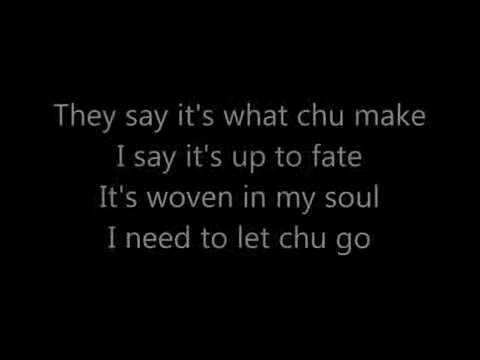 They say it's what chu make
I say it's up to fate
It's woven in my soul
I need to let chu go